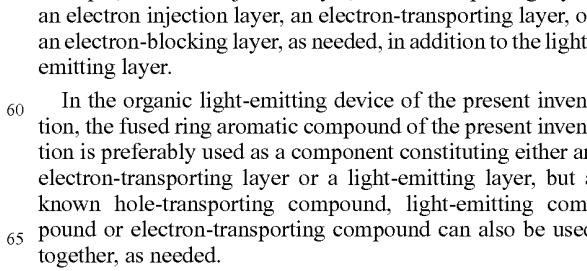 an electron injection layer, an electron-transporting layer, o
an electron-blocking layer, as needed, in addition to the light
emitting layer.
60 In the organic light-emitting device of the present inven
tion, the fused ring aromatic compound of the present inven
tion is preferably used as a component constituting either an
electron-transporting layer or a light-emitting layer, but a
known hole-transporting compound, light-emitting com
65 pound or electron-transporting compound can also be used
together, as needed.